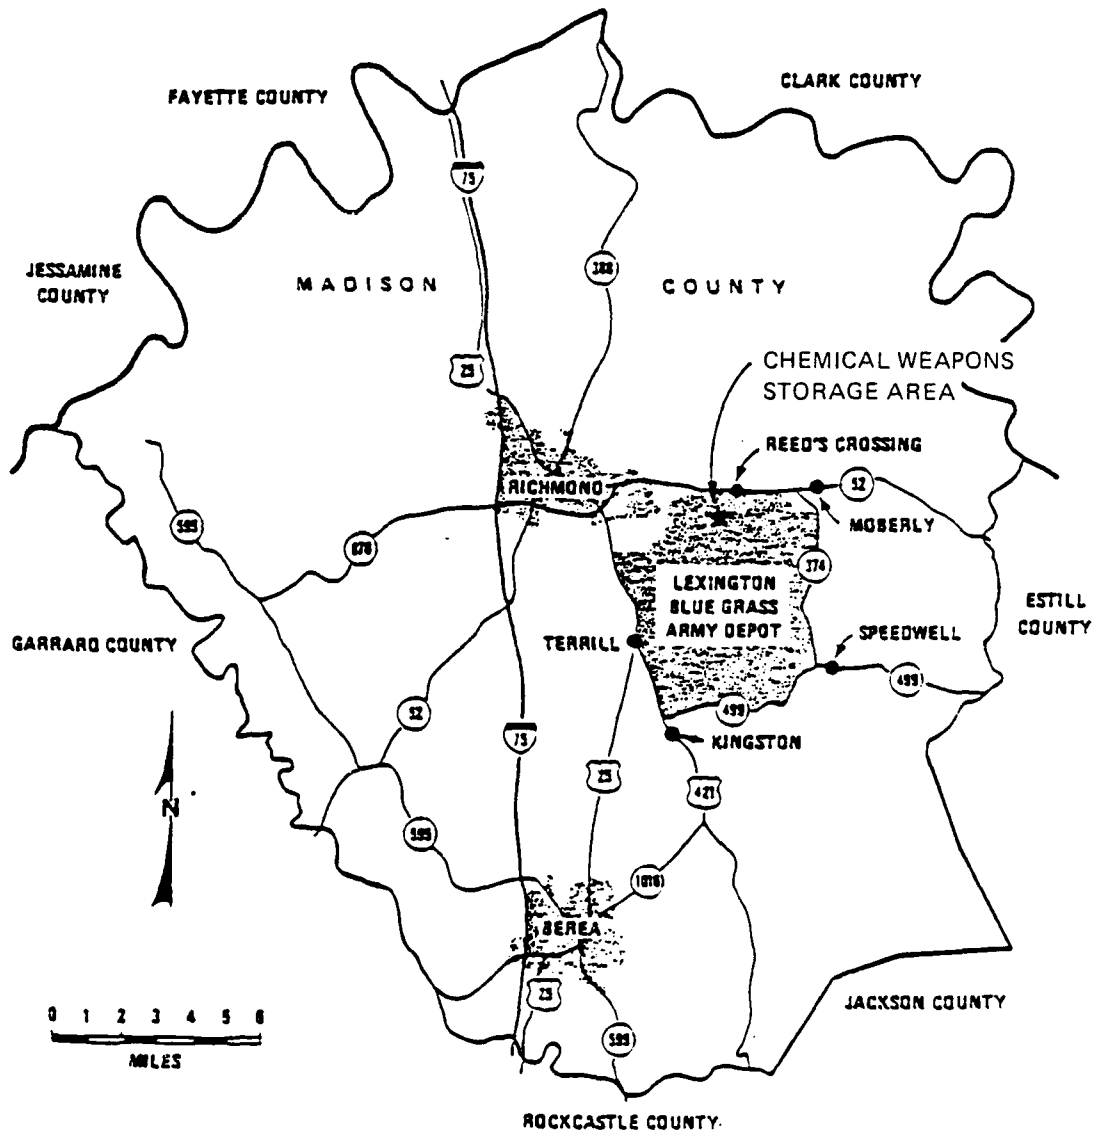 CLARK COUNTY
FAYETTE COUNTY
75
388
JESSAMINE
COUNTY
MADISON COUNTY
25
CHEMICAL WEAPONS
STORAGE AREA
REED'S CROSSING
RICHMOND
52
MOBERLY
595
876
374
LEXINGTON
BLUE GRASS
ARMY DEPOT
ESTILL
COUNTY
GARRARD COUNTY
TERRILL
SPEEDWELL
499
52
499
75
KINGSTON
25
421
N
595
1016
BEREA
25
JACKSON COUNTY
0 1 2 3 4 5 6
MILES
599
ROCKCASTLE COUNTY